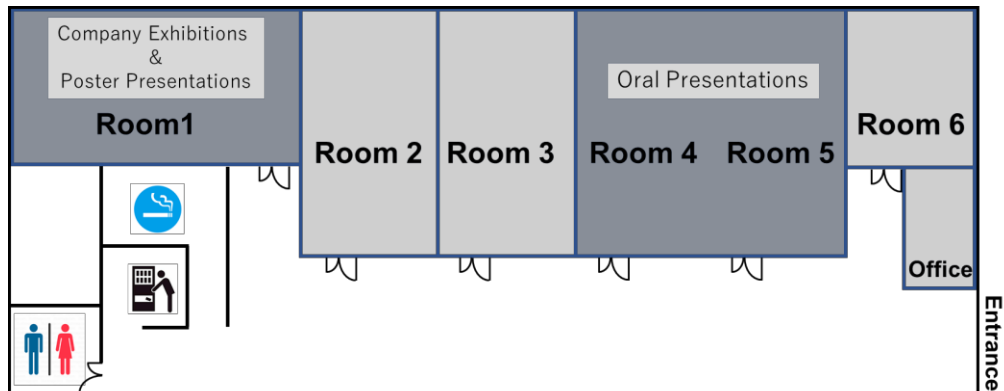 Company Exhibitions
&
Poster Presentations
Room1
Room 2
Room 3
Oral Presentations
Room 4
Room 5
Room 6
Office
Entrance